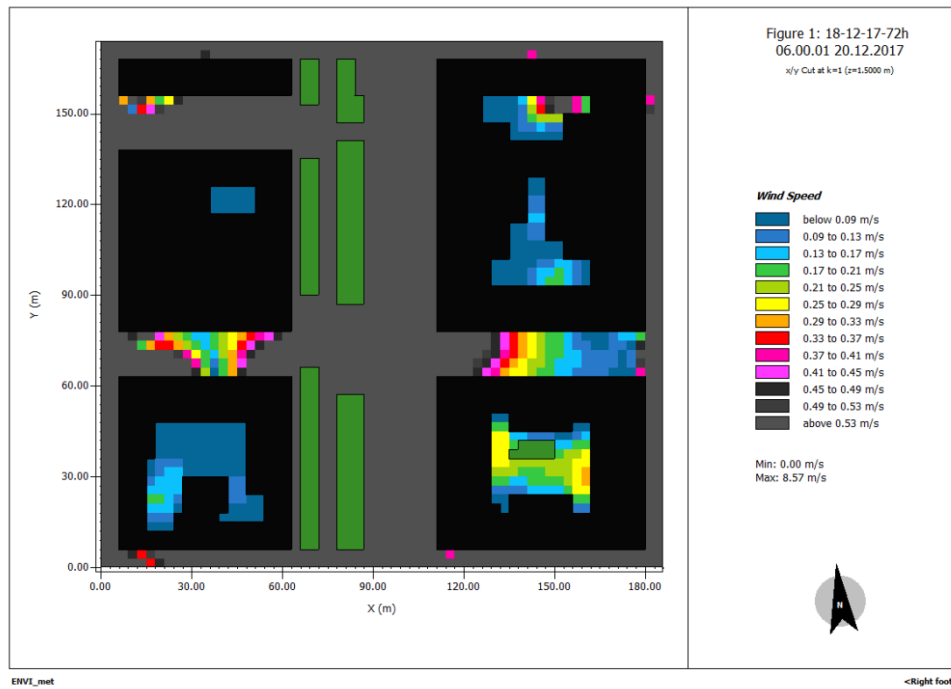 Figure 1: 18-12-17-72h
06.00.01 20.12.2017
x/y Cut at k=1 (z=1.5000 m)
150.00
120.00
90.00
60.00
30.00
0.00
Y (m)
0.00 30.00 60.00 90.00 120.00 150.00 180.00
X (m)
Wind Speed
below 0.09 m/s
0.09 to 0.13 m/s
0.13 to 0.17 m/s
0.17 to 0.21 m/s
0.21 to 0.25 m/s
0.25 to 0.29 m/s
0.29 to 0.33 m/s
0.33 to 0.37 m/s
0.37 to 0.41 m/s
0.41 to 0.45 m/s
0.45 to 0.49 m/s
0.49 to 0.53 m/s
above 0.53 m/s
Min: 0.00 m/s
Max: 8.57 m/s
N
ENVI_met
<Right foot